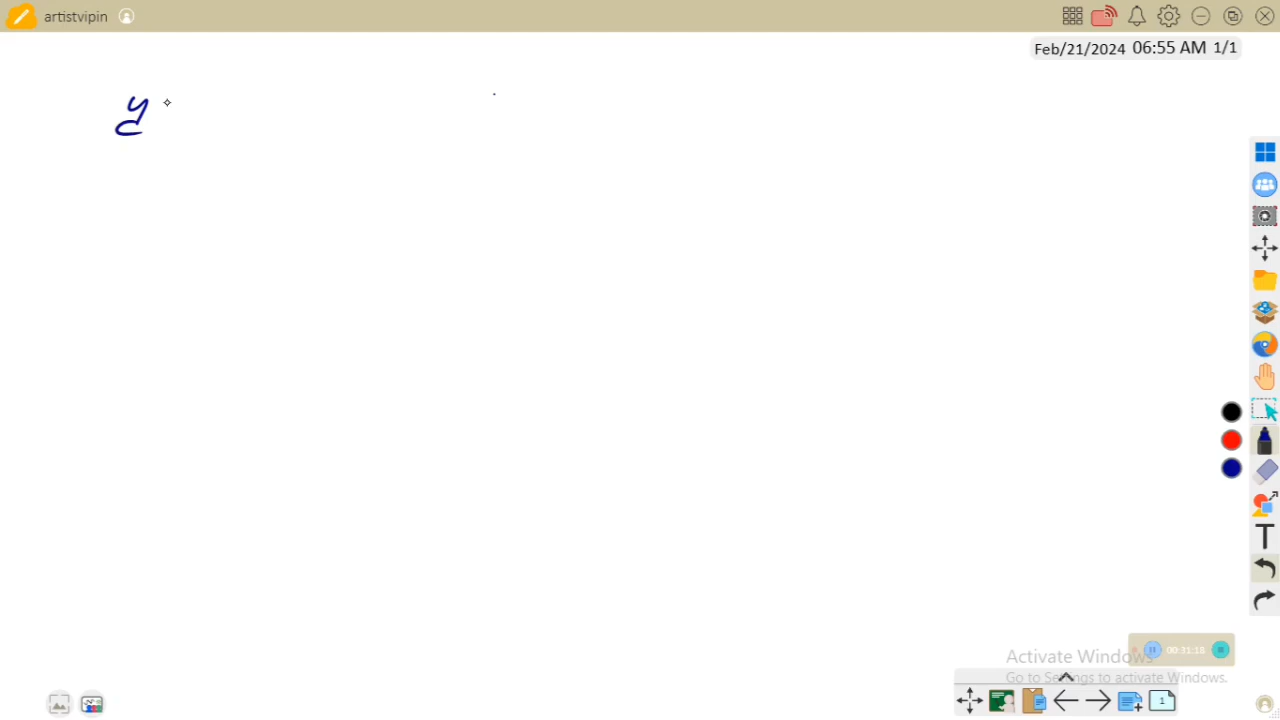 artistvipin
Feb/21/2024 06:55 AM 1/1
y
T
00:31:18
Activate Windows
Go to Settings to activate Windows.
1